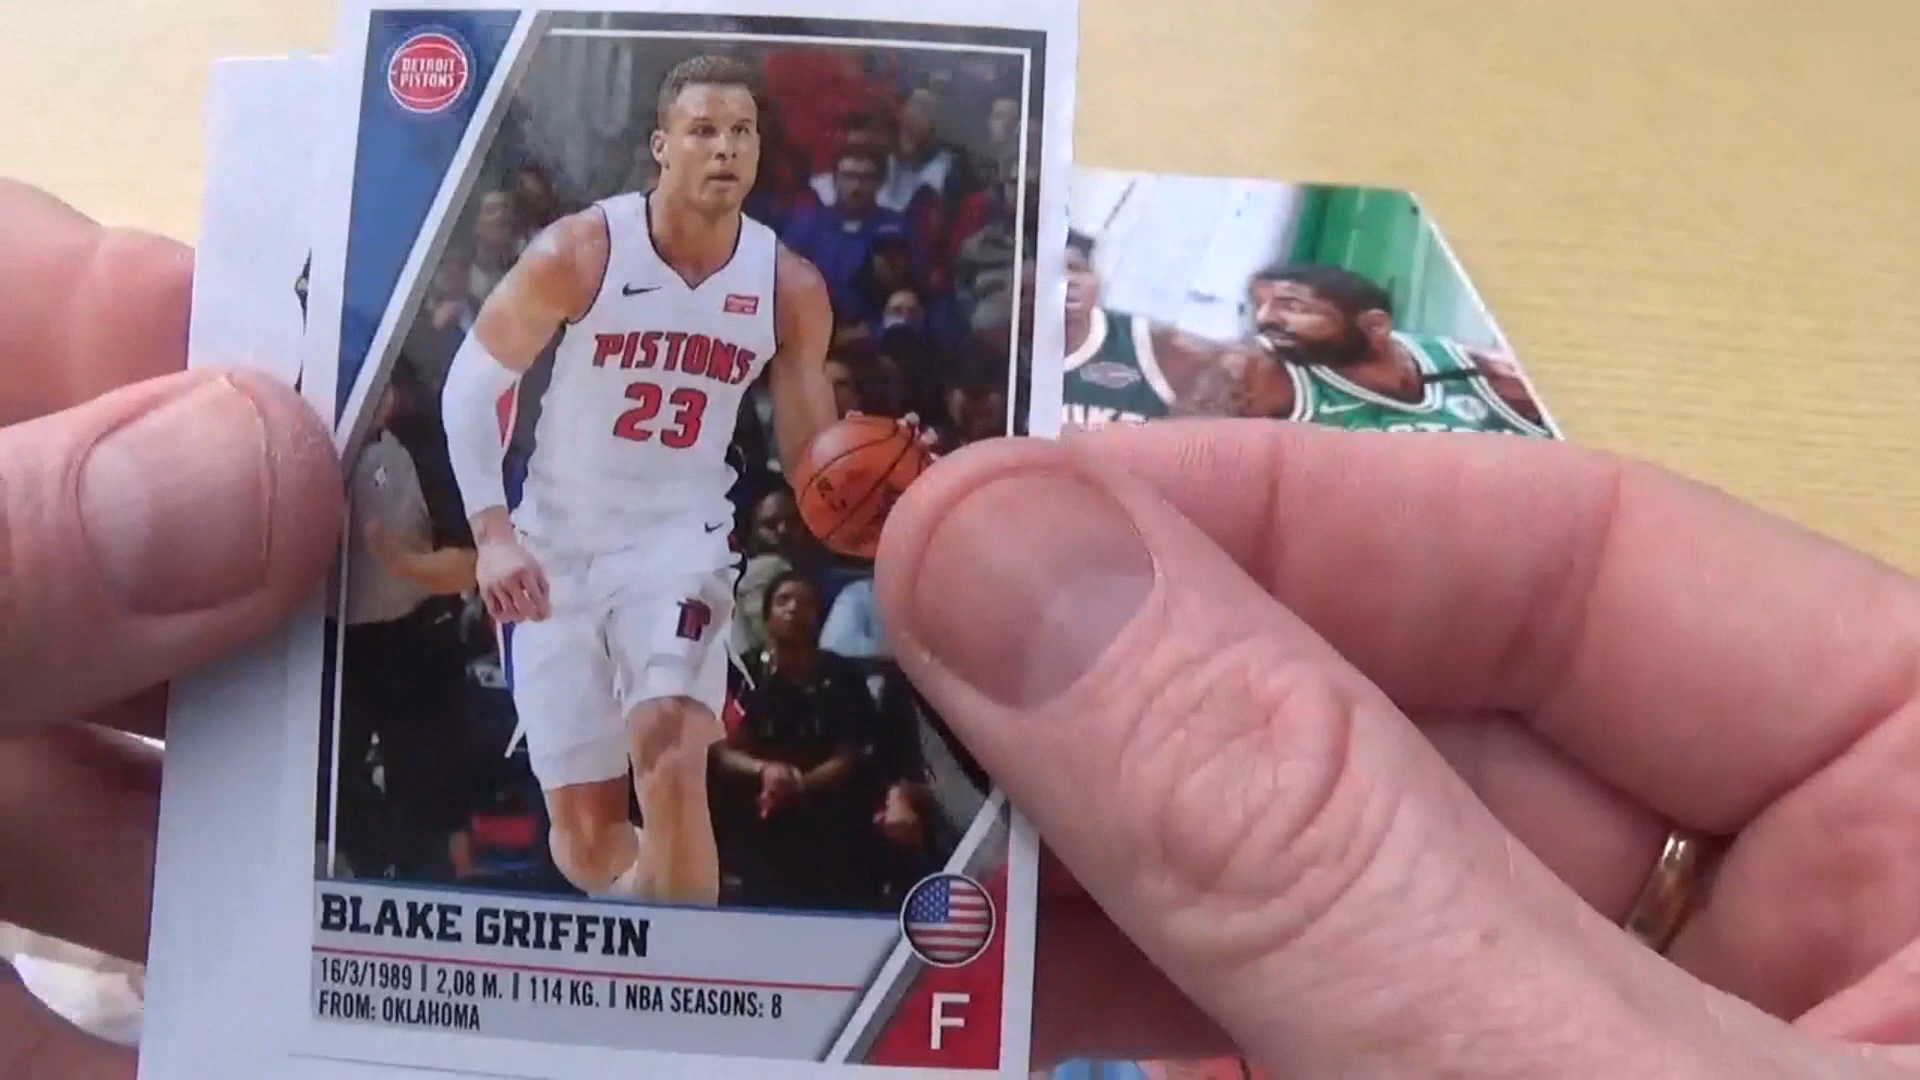 DETROIT
PISTONS
PISTONS
23
BLAKE GRIFFIN
16/3/1989 | 2,08 M. | 114 KG. | NBA SEASONS: 8
FROM: OKLAHOMA
F